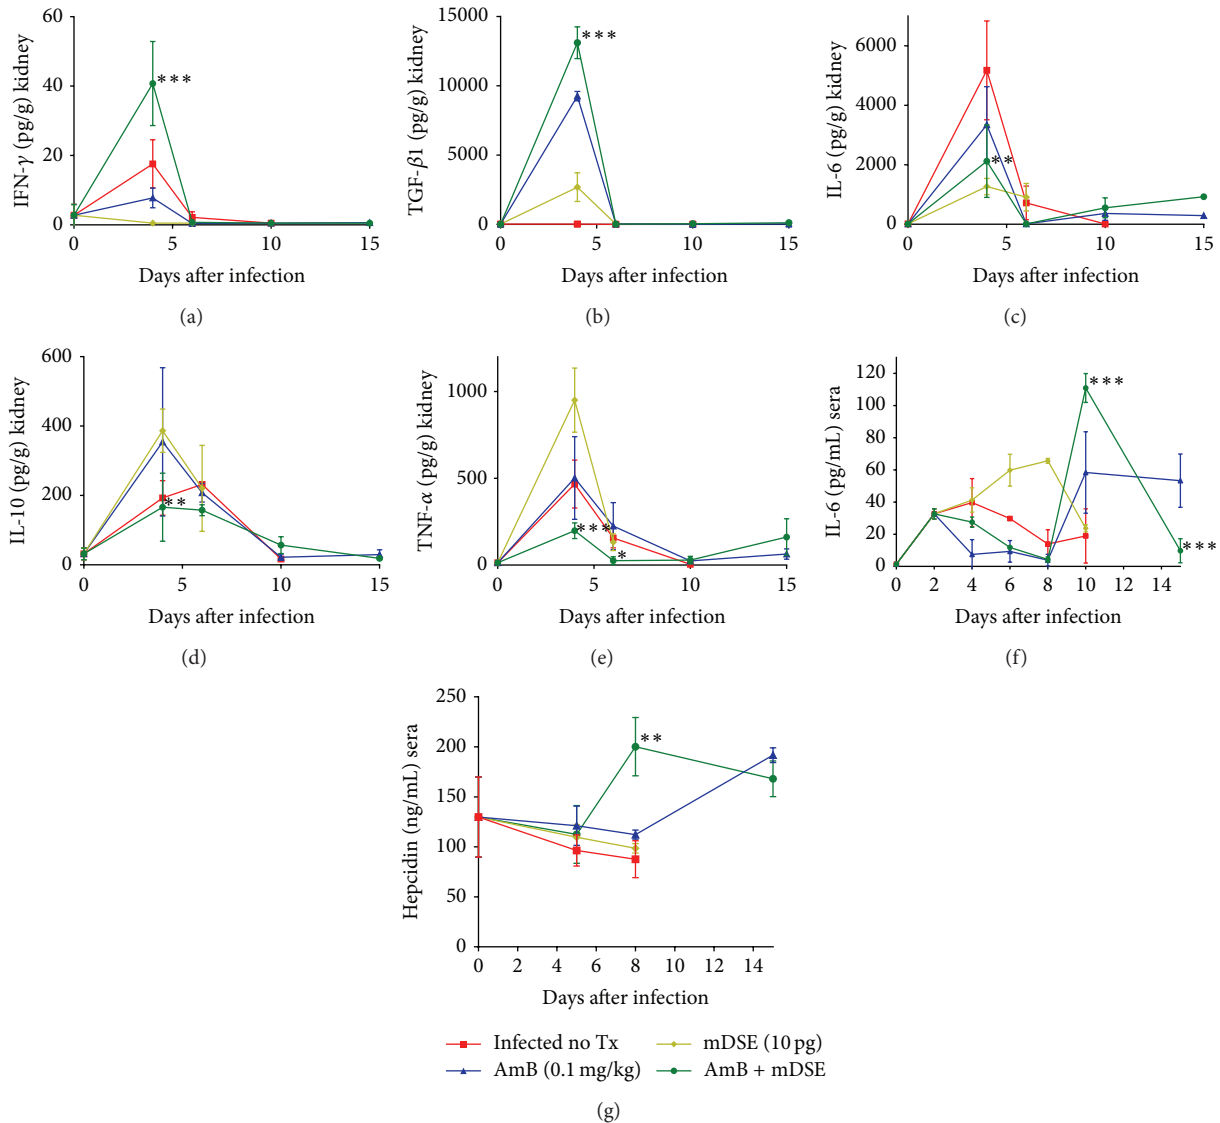 60
40
20
0
IFN-γ (pg/g) kidney
***
0 5 10 15
Days after infection
(a)
15000
10000
5000
0
TGF-β1 (pg/g) kidney
***
0 5 10 15
Days after infection
(b)
6000
4000
2000
0
IL-6 (pg/g) kidney
**
0 5 10 15
Days after infection
(c)
600
400
200
0
IL-10 (pg/g) kidney
**
0 5 10 15
Days after infection
(d)
1000
500
0
TNF-α (pg/g) kidney
***
*
0 5 10 15
Days after infection
(e)
120
100
80
60
40
20
0
IL-6 (pg/mL) sera
***
***
0 2 4 6 8 10 12 14
Days after infection
(f)
250
200
150
100
50
0
Hepcidin (ng/mL) sera
**
0 2 4 6 8 10 12 14
Days after infection
Infected no Tx
mDSE (10 pg)
AmB (0.1 mg/kg)
AmB + mDSE
(g)